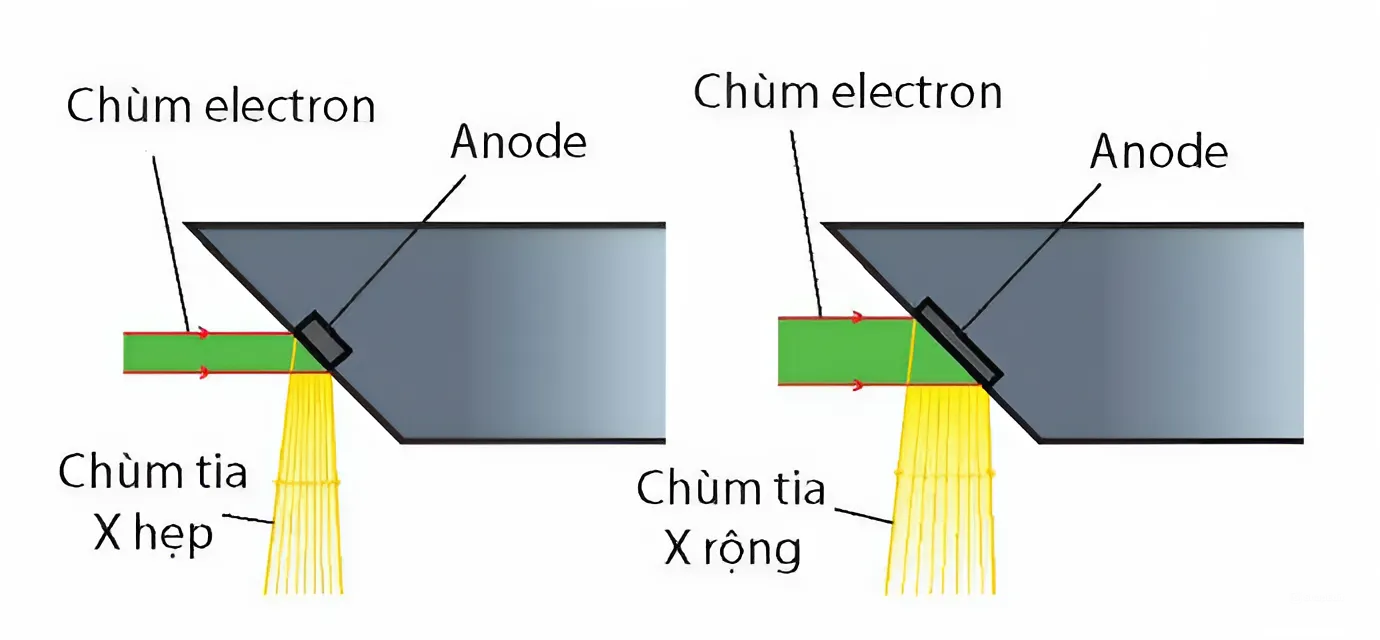 Chùm electron
Anode
Chùm tia
X hẹp
Chùm electron
Anode
Chùm tia
X rộng